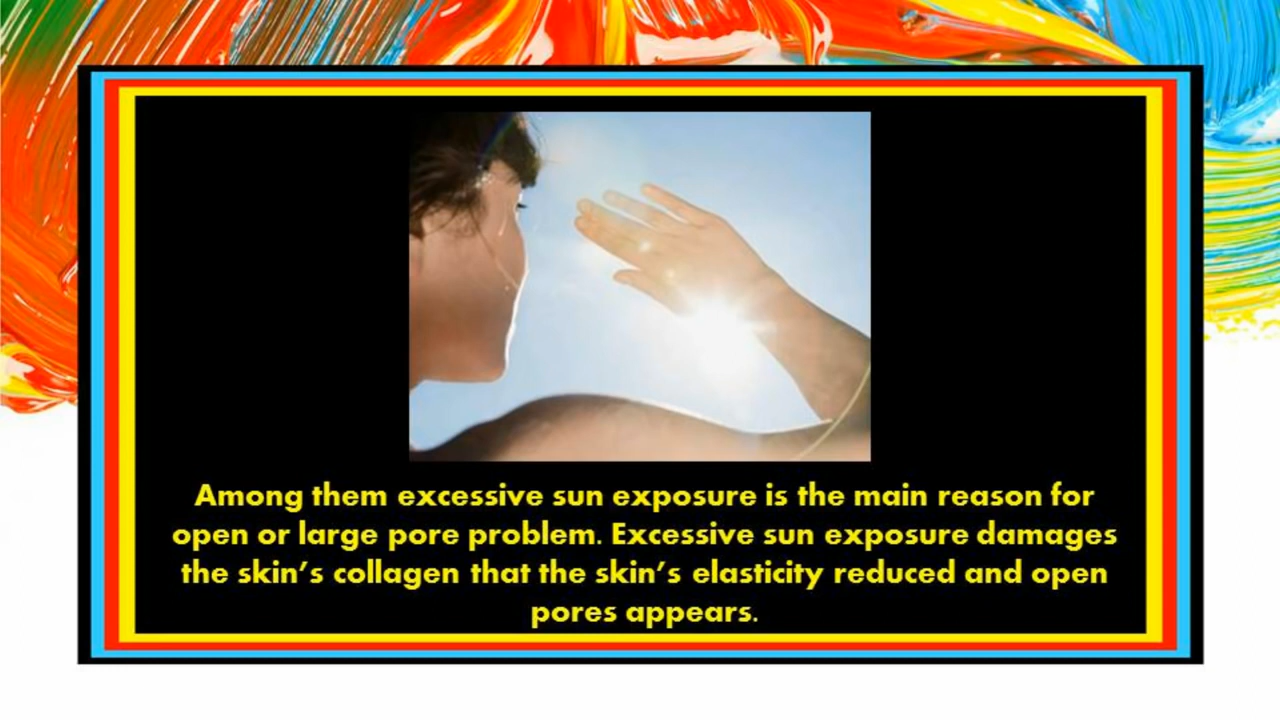 Among them excessive sun exposure is the main reason for
open or large pore problem. Excessive sun exposure damages
the skin's collagen that the skin's elasticity reduced and open
pores appears.